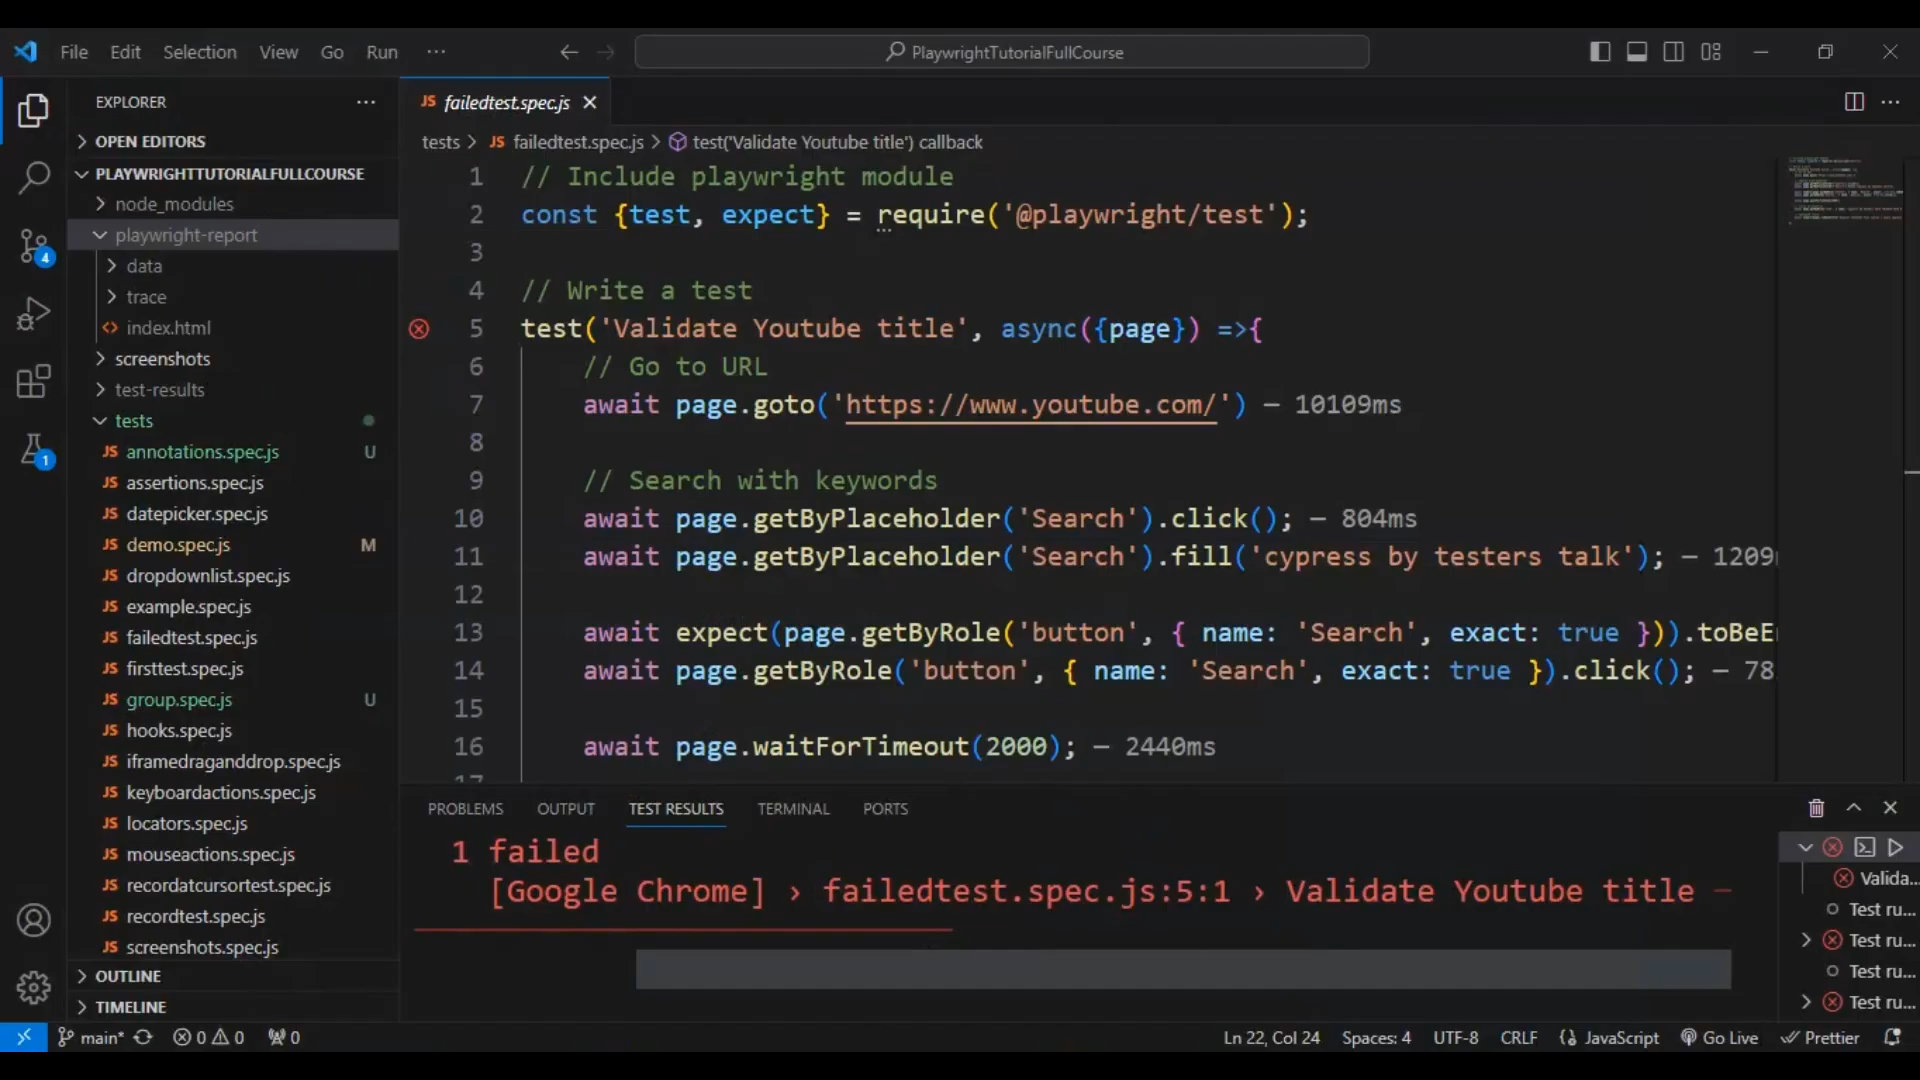 File Edit Selection View Go Run ···
PlaywrightTutorialFullCourse
EXPLORER
OPEN EDITORS
PLAYWRIGHTTUTORIALFULLCOURSE
node_modules
playwright-report
data
trace
index.html
screenshots
test-results
tests
JS annotations.spec.js U
JS assertions.spec.js
JS datepicker.spec.js
JS demo.spec.js M
JS dropdownlist.spec.js
JS example.spec.js
JS failedtest.spec.js
JS firsttest.spec.js
JS group.spec.js U
JS hooks.spec.js
JS iframedraganddrop.spec.js
JS keyboardactions.spec.js
JS locators.spec.js
JS mouseactions.spec.js
JS recordatcursortest.spec.js
JS recordtest.spec.js
JS screenshots.spec.js
OUTLINE
TIMELINE
4
1
JS failedtest.spec.js
tests > JS failedtest.spec.js > test('Validate Youtube title') callback
1 // Include playwright module
2 const {test, expect} = require('@playwright/test');
3
4 // Write a test
5 test('Validate Youtube title', async({page}) =>{
6 // Go to URL
7 await page.goto('https://www.youtube.com/') — 10109ms
8
9 // Search with keywords
10 await page.getByPlaceholder('Search').click(); — 804ms
11 await page.getByPlaceholder('Search').fill('cypress by testers talk'); — 1209
12
13 await expect(page.getByRole('button', { name: 'Search', exact: true })).toBeE
14 await page.getByRole('button', { name: 'Search', exact: true }).click(); — 78
15
16 await page.waitForTimeout(2000); — 2440ms
17
PROBLEMS OUTPUT TEST RESULTS TERMINAL PORTS
1 failed
[Google Chrome] › failedtest.spec.js:5:1 › Validate Youtube title —
Valida...
Test ru...
Test ru...
Test ru...
Test ru...
main* 0 0 0
Ln 22, Col 24 Spaces: 4 UTF-8 CRLF JavaScript Go Live Prettier